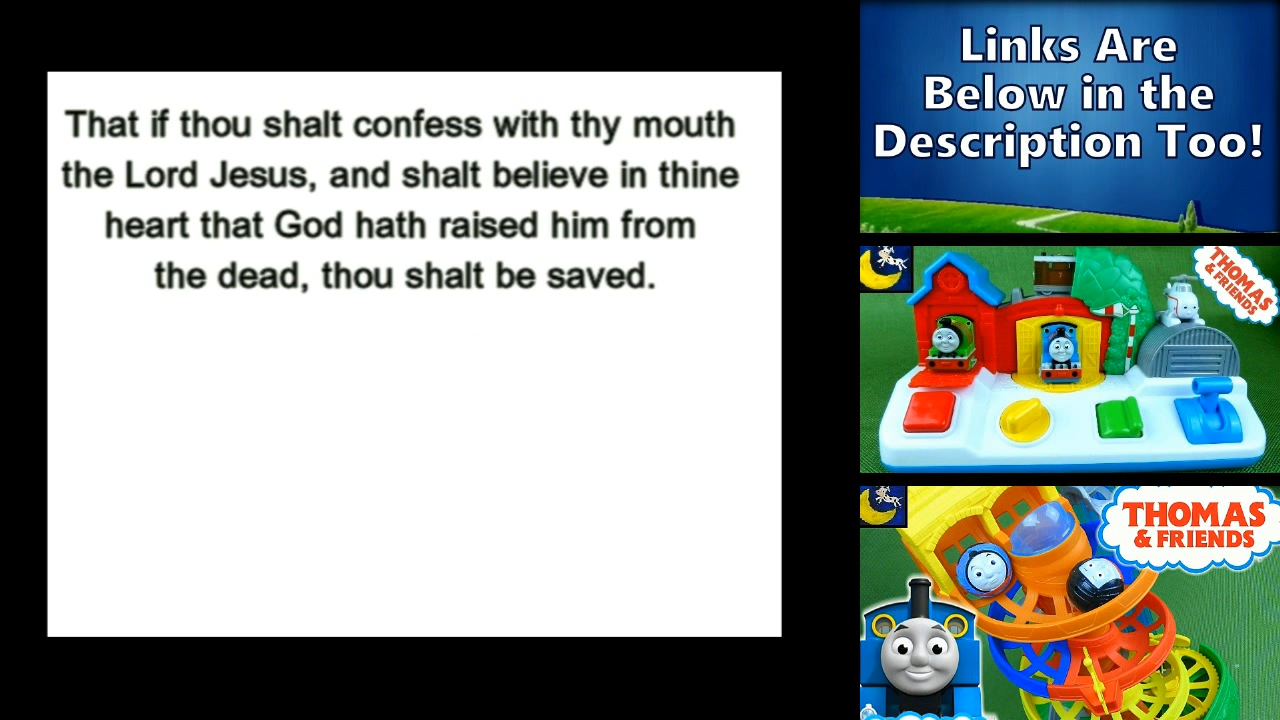 That if thou shalt confess with thy mouth
the Lord Jesus, and shalt believe in thine
heart that God hath raised him from
the dead, thou shalt be saved.
Links Are
Below in the
Description Too!
THOMAS
& FRIENDS
THOMAS
& FRIENDS